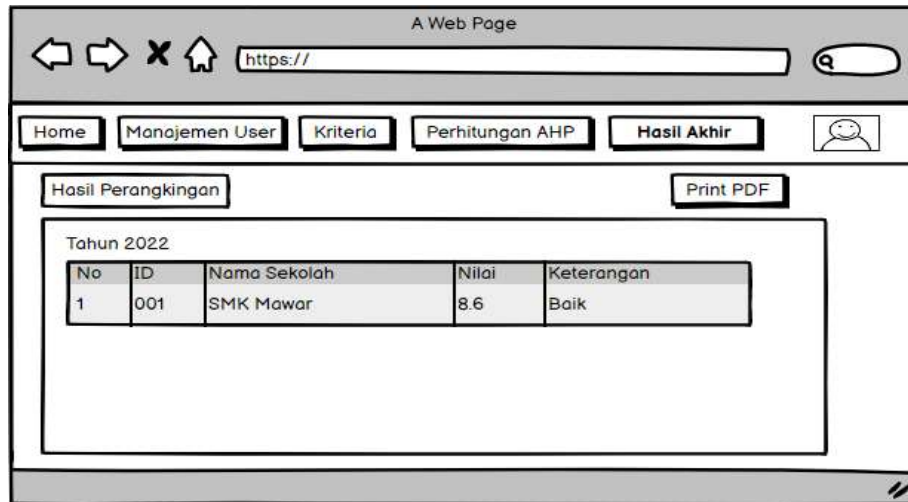 A Web Page
https://
Home Manajemen User Kriteria Perhitungan AHP Hasil Akhir
Hasil Perangkingan Print PDF
Tahun 2022
No ID Nama Sekolah Nilai Keterangan
1 001 SMK Mawar 8.6 Baik